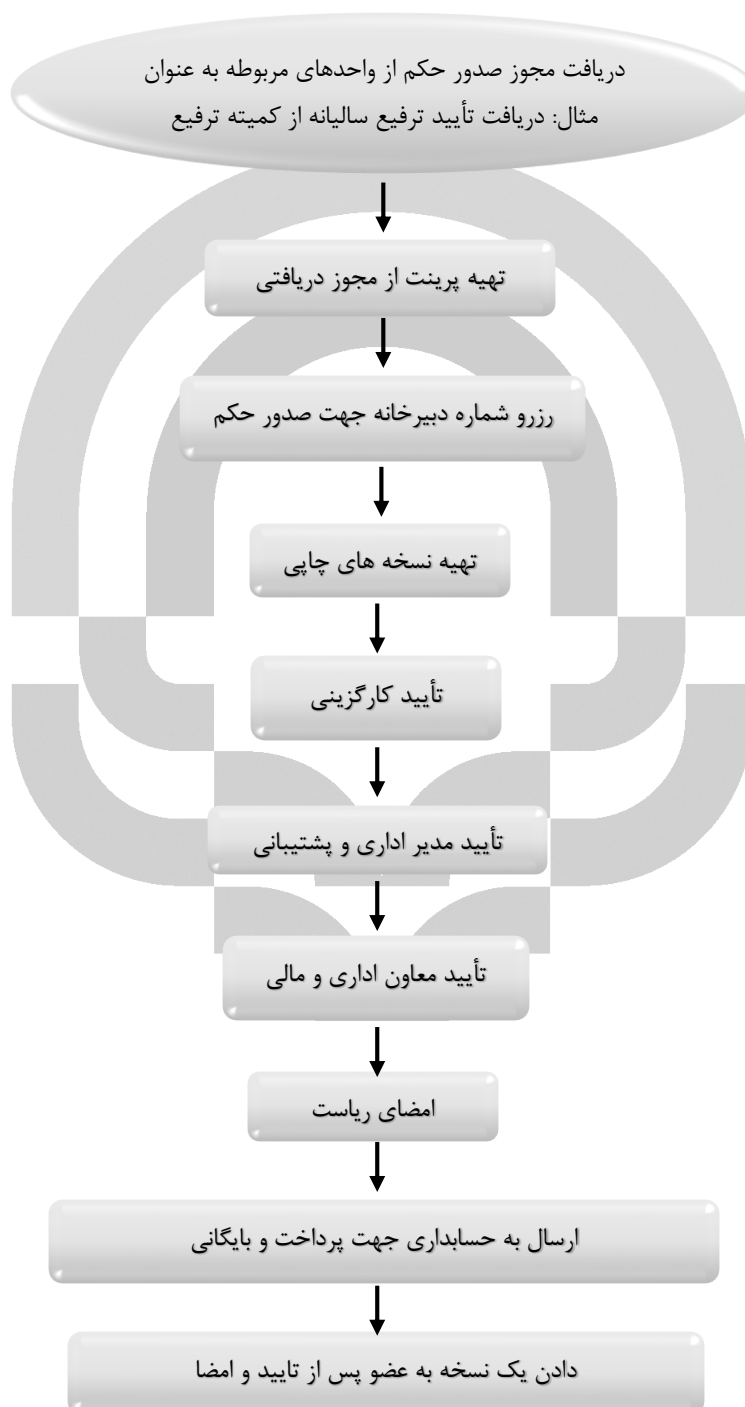 دریافت مجوز صدور حکم از واحدهای مربوطه به عنوان
مثال: دریافت تأیید ترفیع سالیانه از کمیته ترفیع
تهیه پرینت از مجوز دریافتی
رزرو شماره دبیرخانه جهت صدور حکم
تهیه نسخه های چاپی
تأیید کارگزینی
تأیید مدیر اداری و پشتیبانی
تأیید معاون اداری و مالی
امضای ریاست
ارسال به حسابداری جهت پرداخت و بایگانی
دادن یک نسخه به عضو پس از تایید و امضا